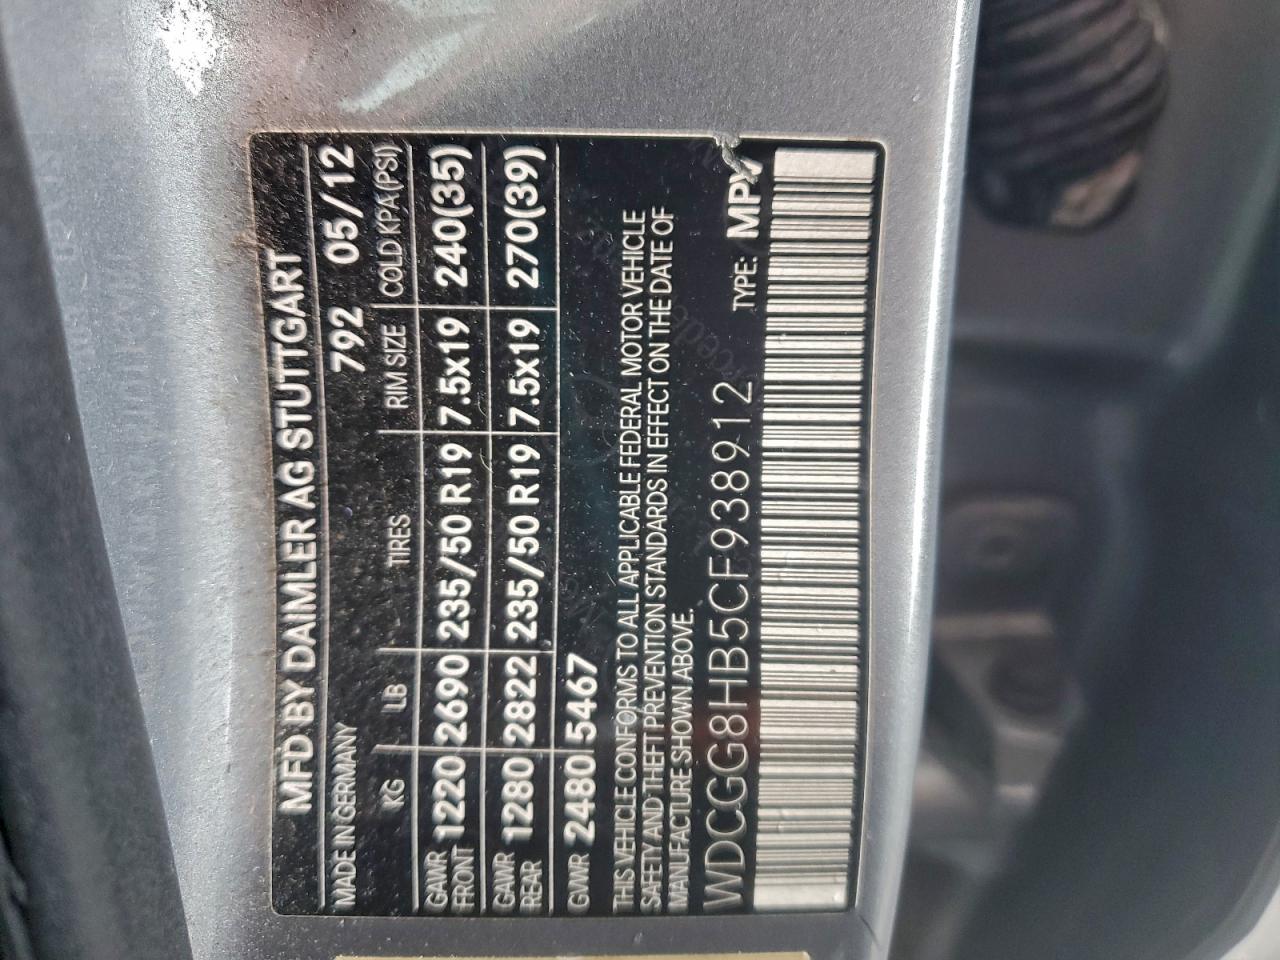 MFD BY DAIMLER AG STUTTGART
MADE IN GERMANY 792 05/12
KG LB TIRES RIM SIZE COLD KPA(PSI)
GAWR FRONT 1220 2690 235/50 R19 7.5x19 240(35)
GAWR REAR 1280 2822 235/50 R19 7.5x19 270(39)
GVWR 2480 5467
THIS VEHICLE CONFORMS TO ALL APPLICABLE FEDERAL MOTOR VEHICLE
SAFETY AND THEFT PREVENTION STANDARDS IN EFFECT ON THE DATE OF
MANUFACTURE SHOWN ABOVE.
WDCGG8HB5CF938912 TYPE: MPV